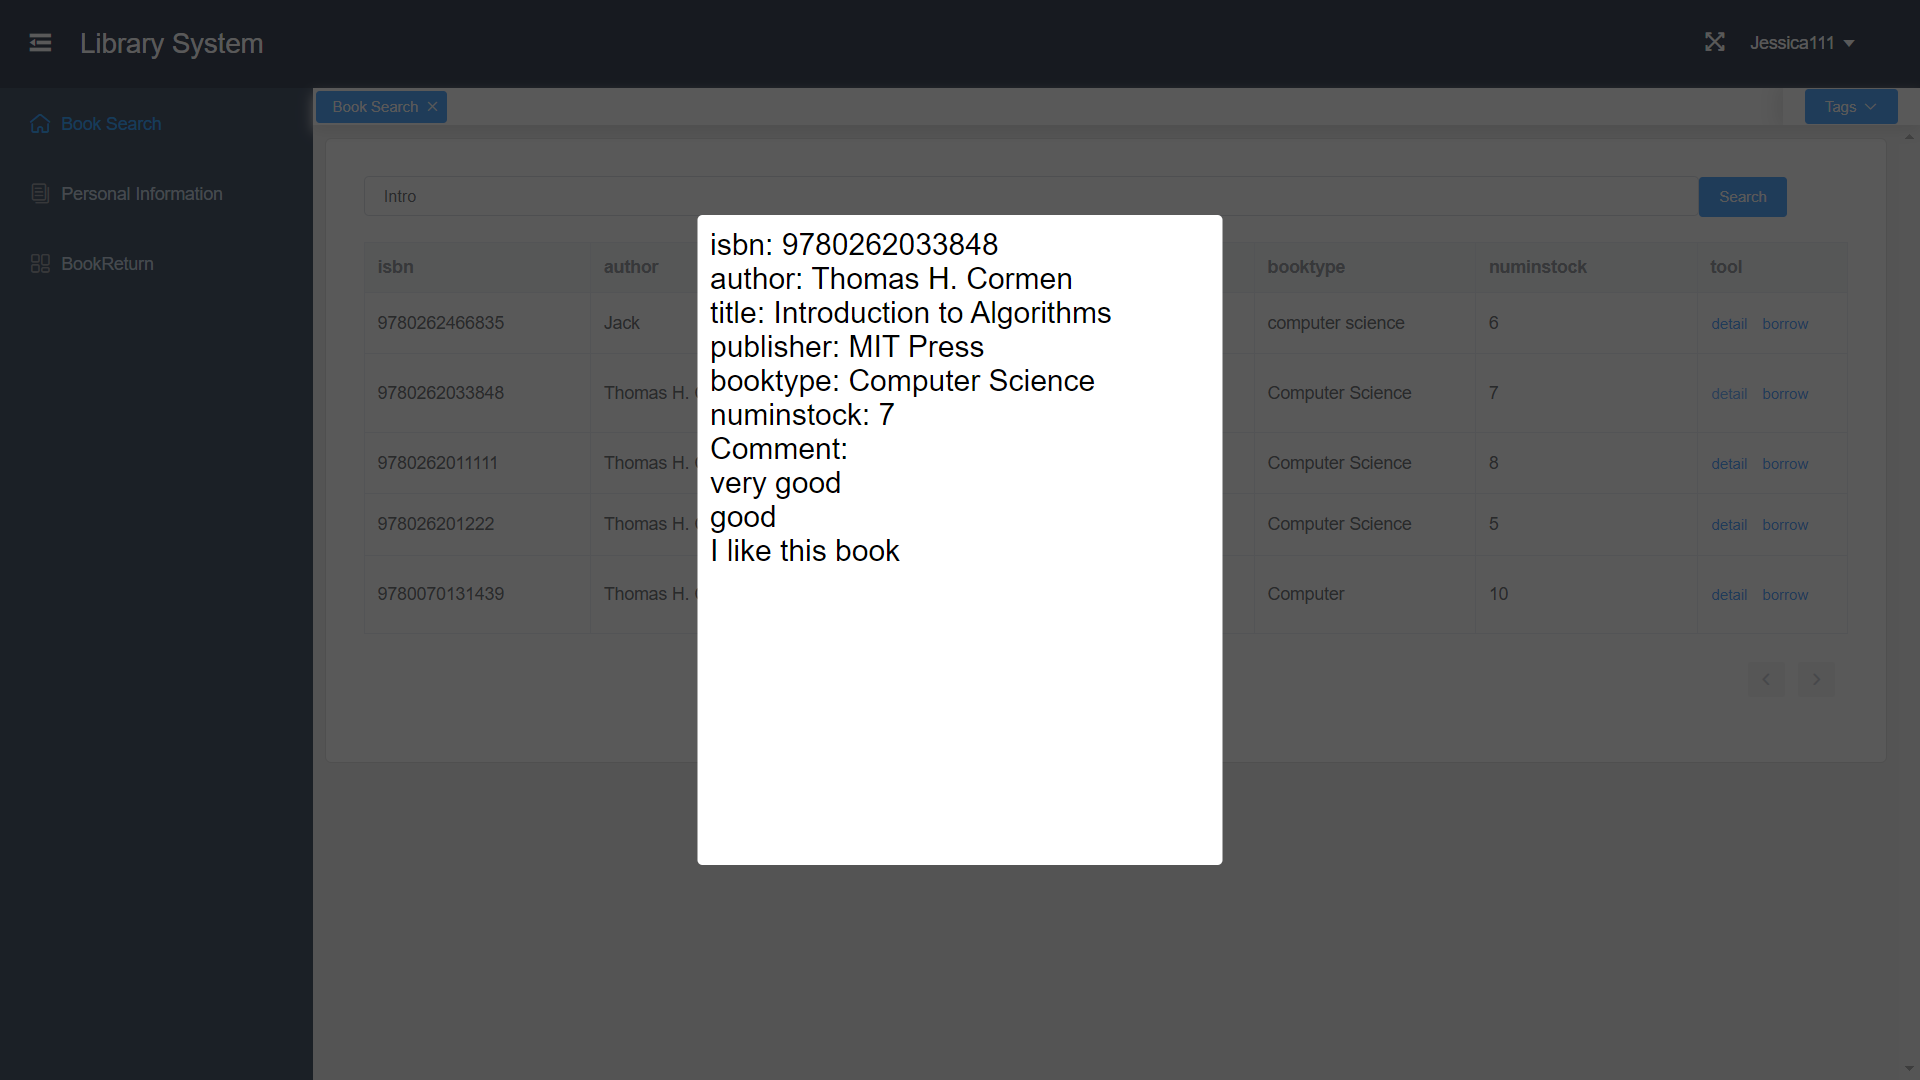 Library System
Jessica111
Book Search
Personal Information
BookReturn
Book Search
Tags
Intro
Search
isbn author booktype numinstock tool
9780262466835 Jack computer science 6 detail borrow
9780262033848 Thomas H. Computer Science 7 detail borrow
9780262011111 Thomas H. Computer Science 8 detail borrow
978026201222 Thomas H. Computer Science 5 detail borrow
9780070131439 Thomas H. Computer 10 detail borrow
isbn: 9780262033848
author: Thomas H. Cormen
title: Introduction to Algorithms
publisher: MIT Press
booktype: Computer Science
numinstock: 7
Comment:
very good
good
I like this book